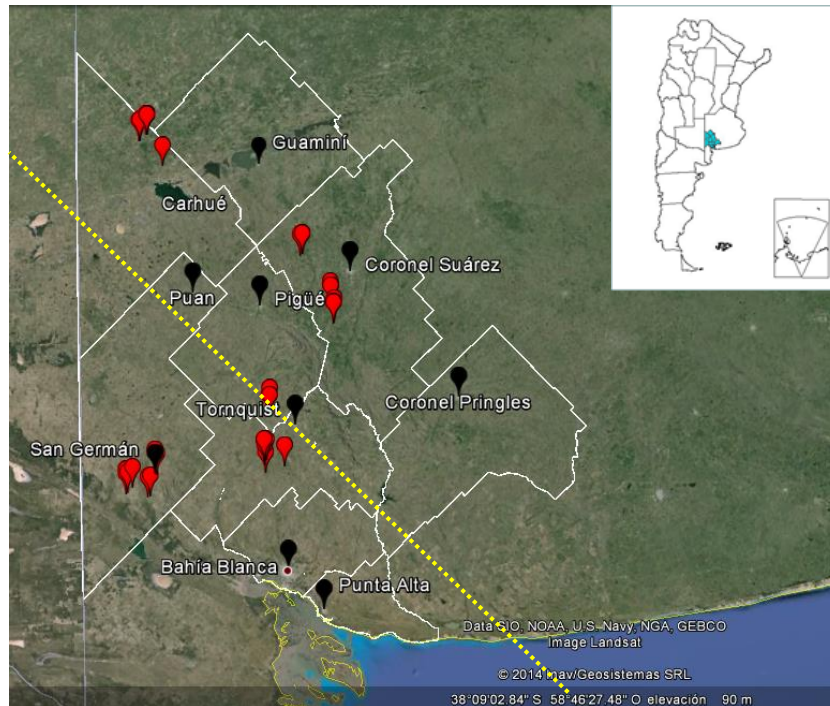 Guaminí
Carhué
Coronel Suárez
Puan
Pigüé
Tornquist
Coronel Pringles
San Germán
Bahía Blanca
Punta Alta
Data SIO, NOAA, U.S. Navy, NGA, GEBCO
Image Landsat
© 2014 Inav/Geosistemas SRL
38°09'02.84" S 58°46'27.48" O elevación 90 m